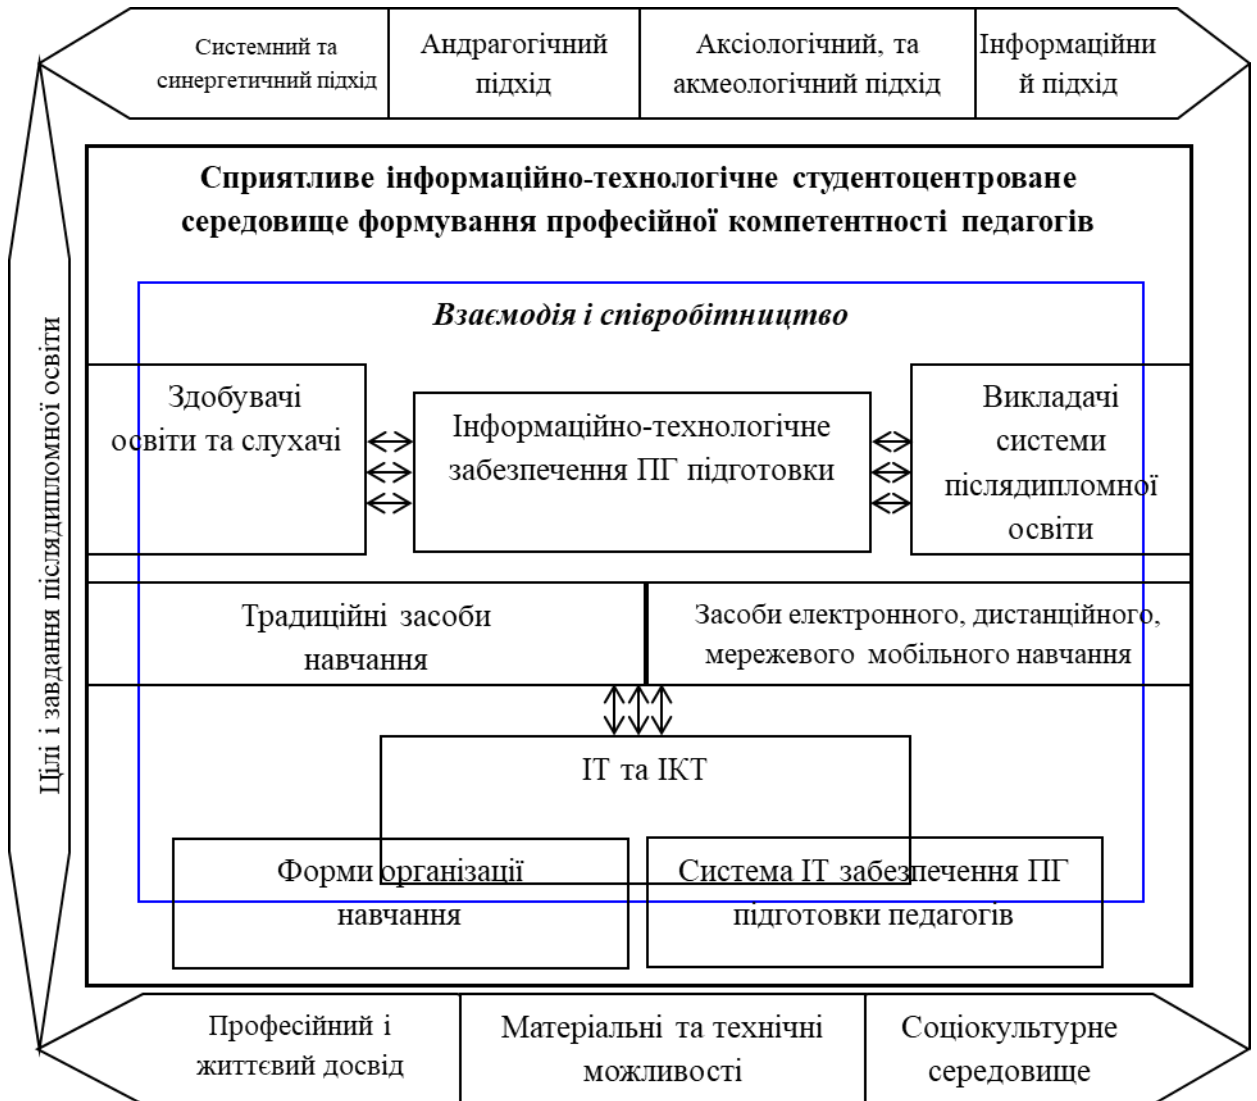 Системний та
синергетичний підхід
Андрагогічний
підхід
Аксіологічний, та
акмеологічний підхід
Інформаційни
й підхід
Цілі і завдання післядипломної освіти
Сприятливе інформаційно-технологічне студентоцентроване
середовище формування професійної компетентності педагогів
Взаємодія і співробітництво
Здобувачі
освіти та слухачі
Інформаційно-технологічне
забезпечення ПГ підготовки
Викладачі
системи
післядипломної
освіти
Традиційні засоби
навчання
Засоби електронного, дистанційного,
мережевого мобільного навчання
ІТ та ІКТ
Форми організації
навчання
Система ІТ забезпечення ПГ
підготовки педагогів
Професійний і
життєвий досвід
Матеріальні та технічні
можливості
Соціокультурне
середовище